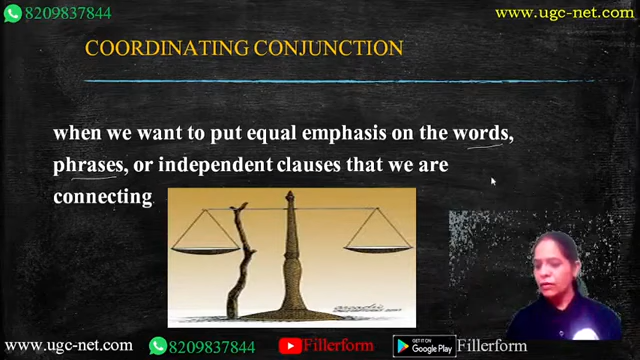 8209837844
www.ugc-net.com
COORDINATING CONJUNCTION
when we want to put equal emphasis on the words,
phrases, or independent clauses that we are
connecting
www.ugc-net.com
8209837844
Fillerform
GET IT ON
Google Play
Fillerform